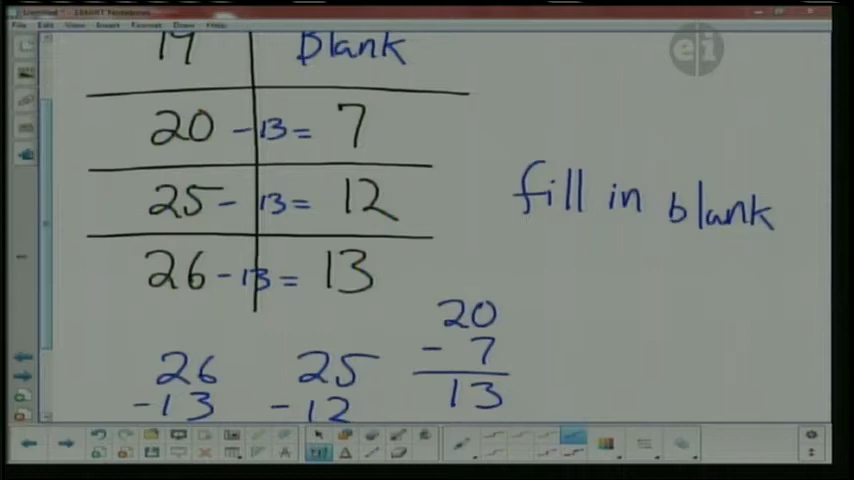 19 blank
20 - 13 = 7
25 - 13 = 12
26 - 13 = 13
fill in blank
20
- 7
13
26
-13
25
-12
ei